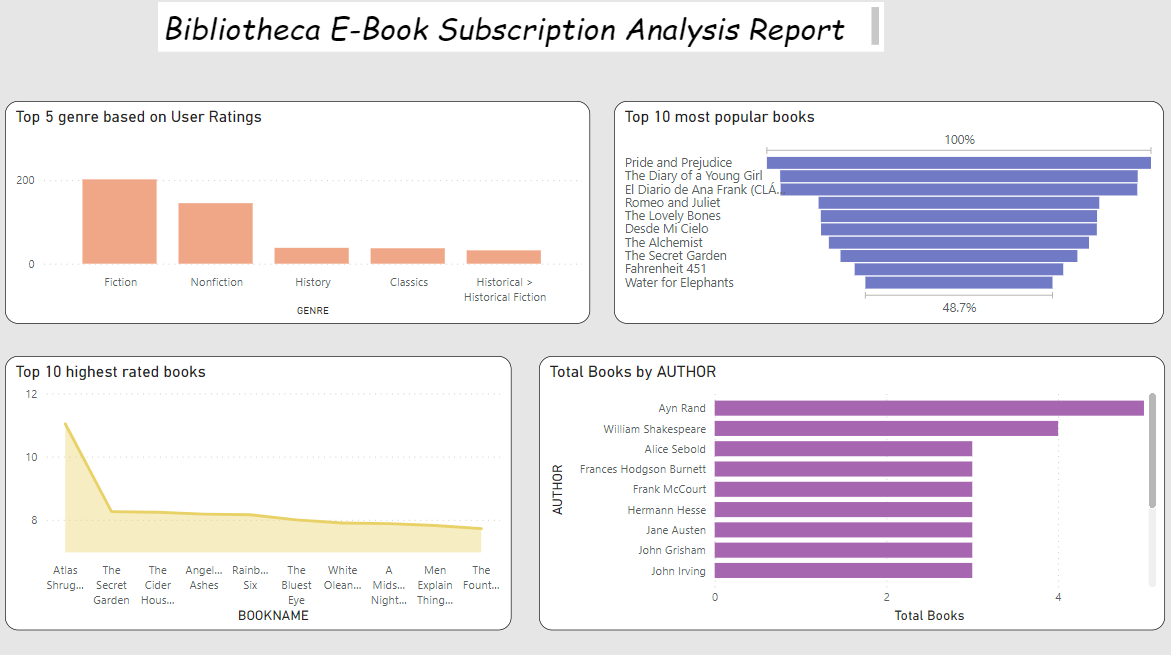 Bibliotheca E-Book Subscription Analysis Report
Top 5 genre based on User Ratings
200
0
Fiction
Nonfiction
History
Classics
Historical >
Historical Fiction
GENRE
Top 10 most popular books
100%
Pride and Prejudice
The Diary of a Young Girl
El Diario de Ana Frank (CLÁ...
Romeo and Juliet
The Lovely Bones
Desde Mi Cielo
The Alchemist
The Secret Garden
Fahrenheit 451
Water for Elephants
48.7%
Top 10 highest rated books
12
10
8
Atlas
Shrug...
The
Secret
Garden
The
Cider
Hous...
Angel...
Ashes
Rainb...
Six
The
Bluest
Eye
White
Olean...
A
Mids...
Night...
Men
Explain
Thing...
The
Fount...
BOOKNAME
Total Books by AUTHOR
AUTHOR
Ayn Rand
William Shakespeare
Alice Sebold
Frances Hodgson Burnett
Frank McCourt
Hermann Hesse
Jane Austen
John Grisham
John Irving
0
2
4
Total Books